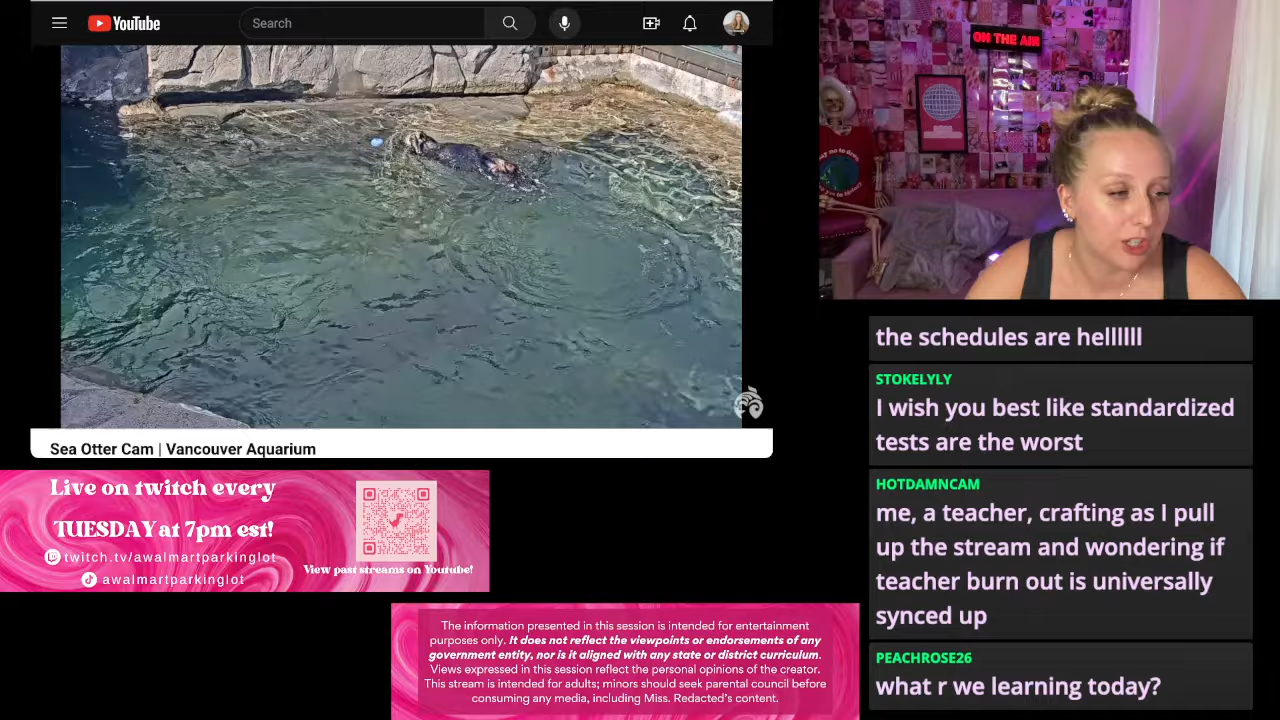 YouTube
Search
ON THE AIR
Sea Otter Cam | Vancouver Aquarium
Live on twitch every
TUESDAY at 7pm est!
twitch.tv/awalmartparkinglot
awalmartparkinglot
View past streams on Youtube!
The information presented in this session is intended for entertainment
purposes only. It does not reflect the viewpoints or endorsements of any
government entity, nor is it aligned with any state or district curriculum.
Views expressed in this session reflect the personal opinions of the creator.
This stream is intended for adults; minors should seek parental council before
consuming any media, including Miss. Redacted's content.
the schedules are hellllll
STOKELYLY
I wish you best like standardized
tests are the worst
HOTDAMNCAM
me, a teacher, crafting as I pull
up the stream and wondering if
teacher burn out is universally
synced up
PEACHROSE26
what r we learning today?